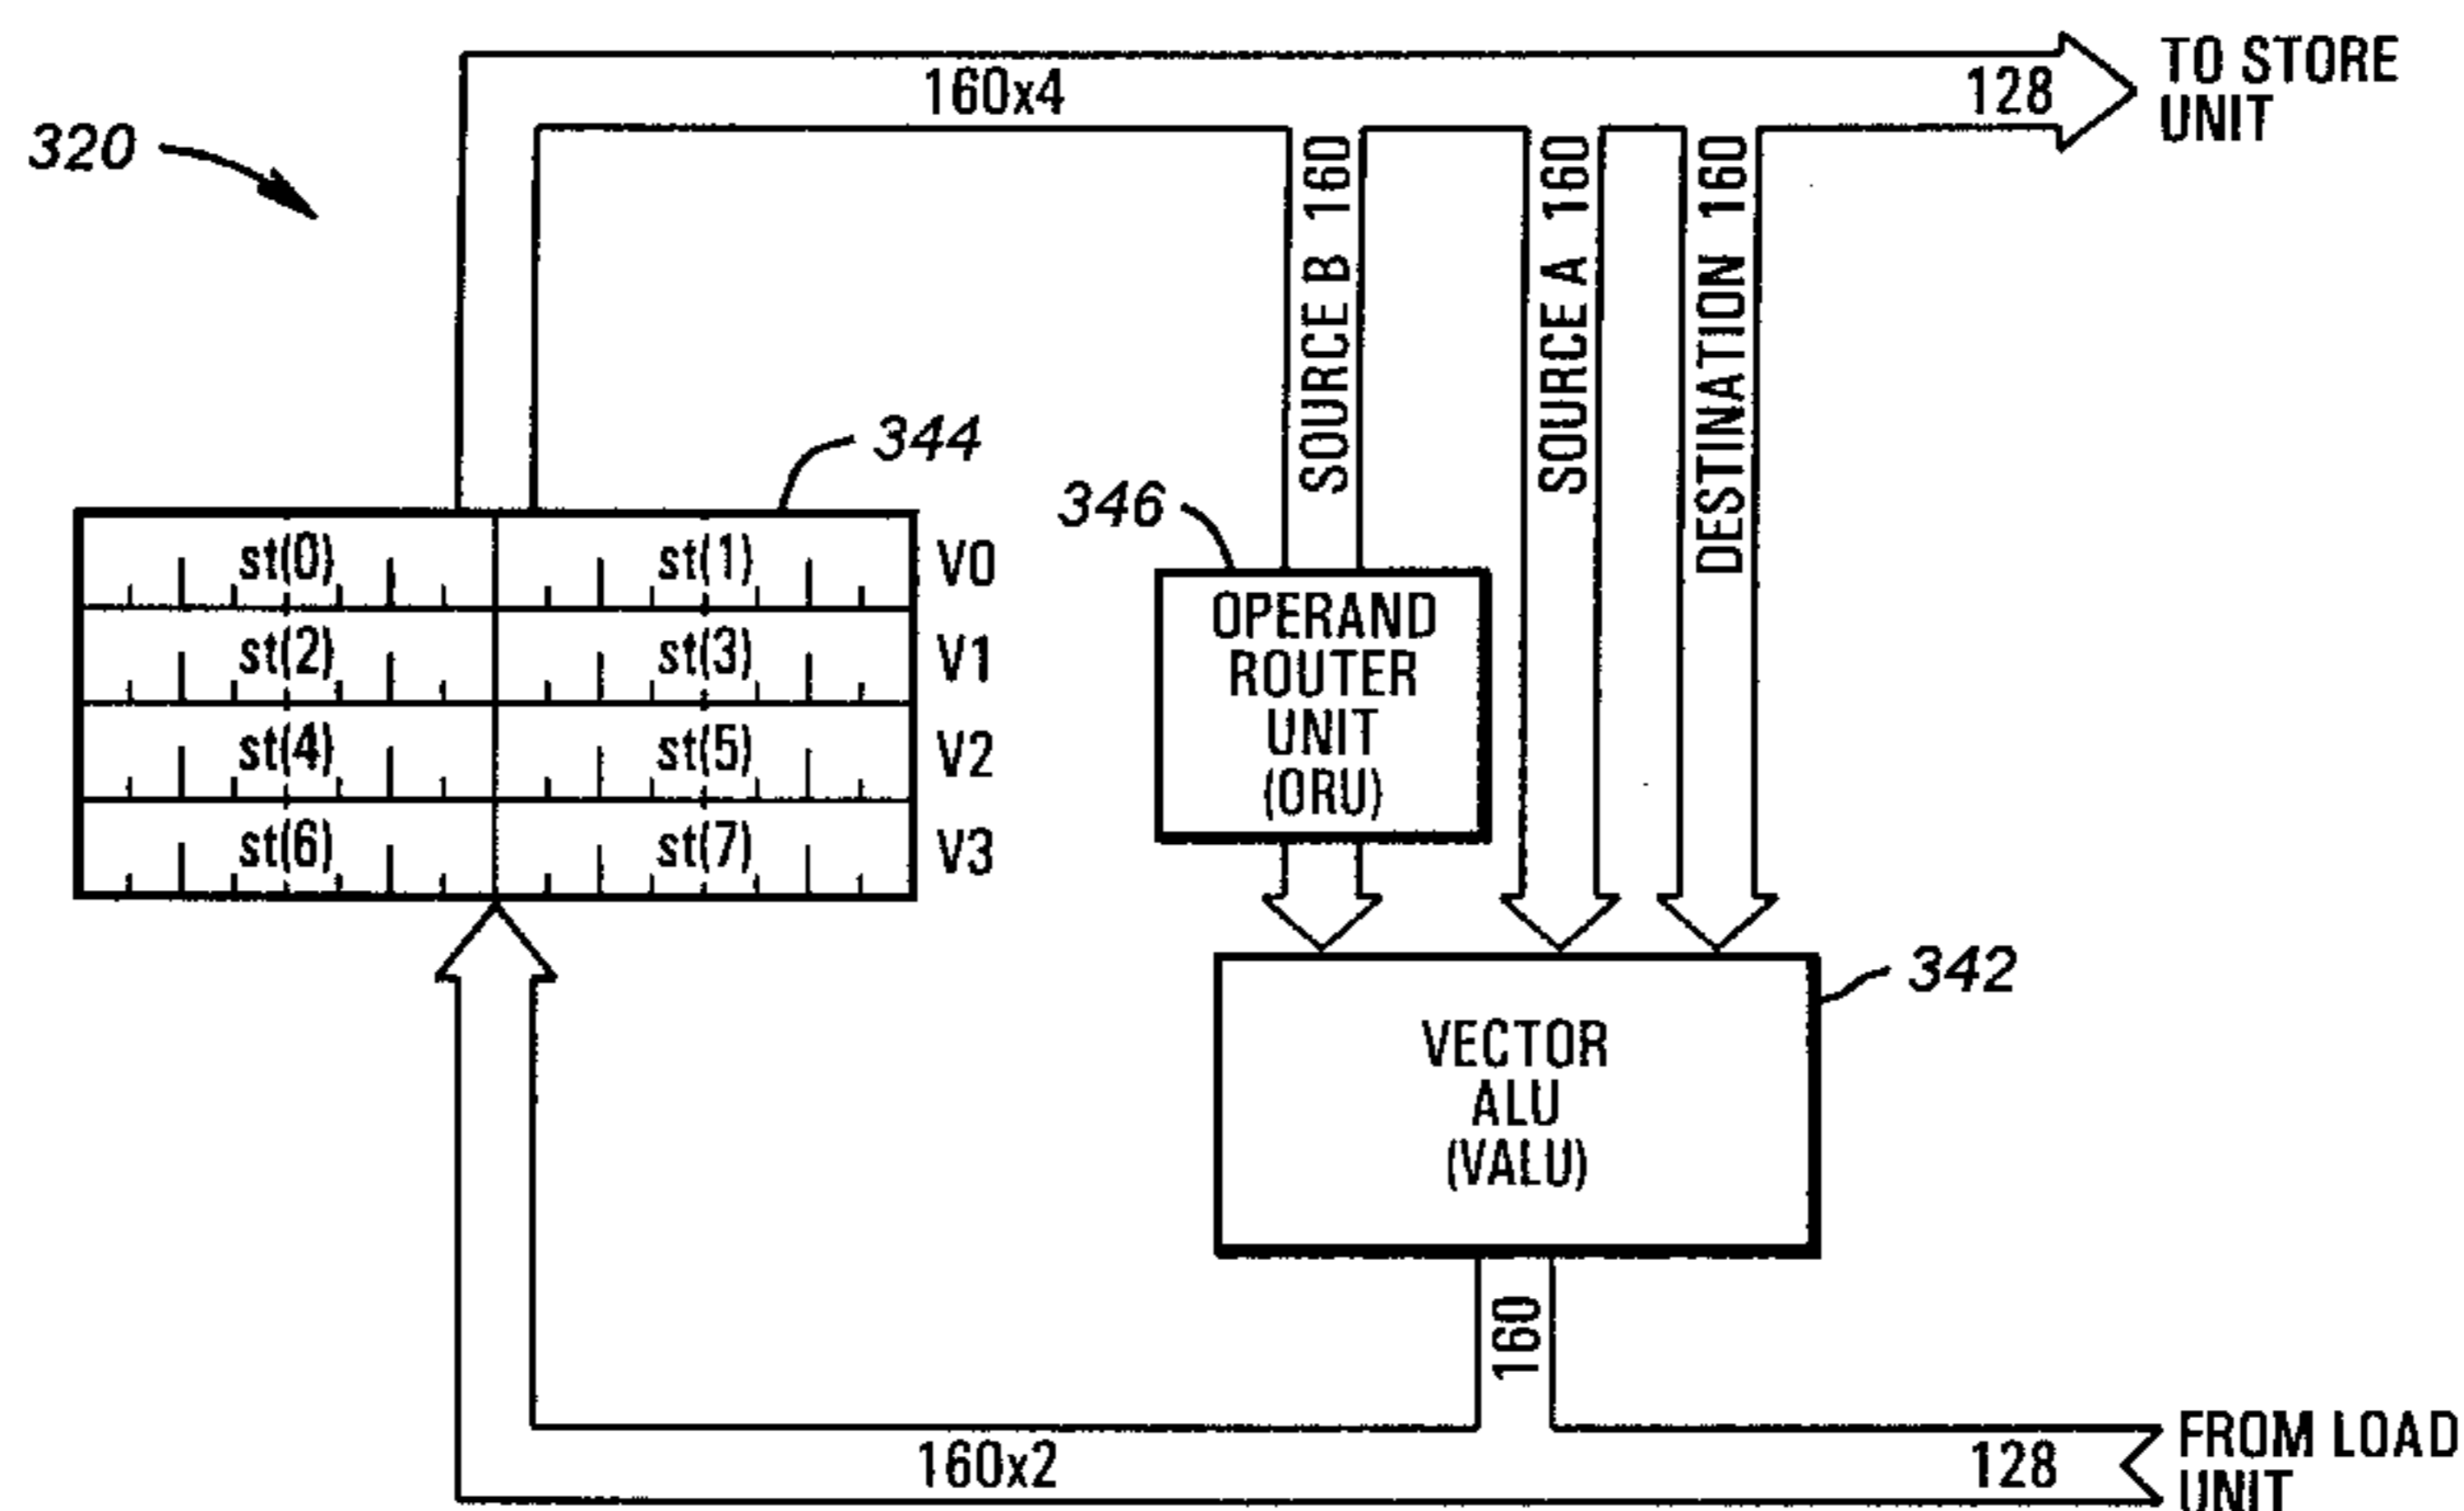 TO STORE
UNIT
160x4
128
320
SOURCE B 160
SOURCE A 160
DESTINATION 160
344
346
st(0) st(1) V0
st(2) st(3) V1
st(4) st(5) V2
st(6) st(7) V3
OPERAND
ROUTER
UNIT
(ORU)
342
VECTOR
ALU
(VALU)
160
160x2
128
FROM LOAD
UNIT